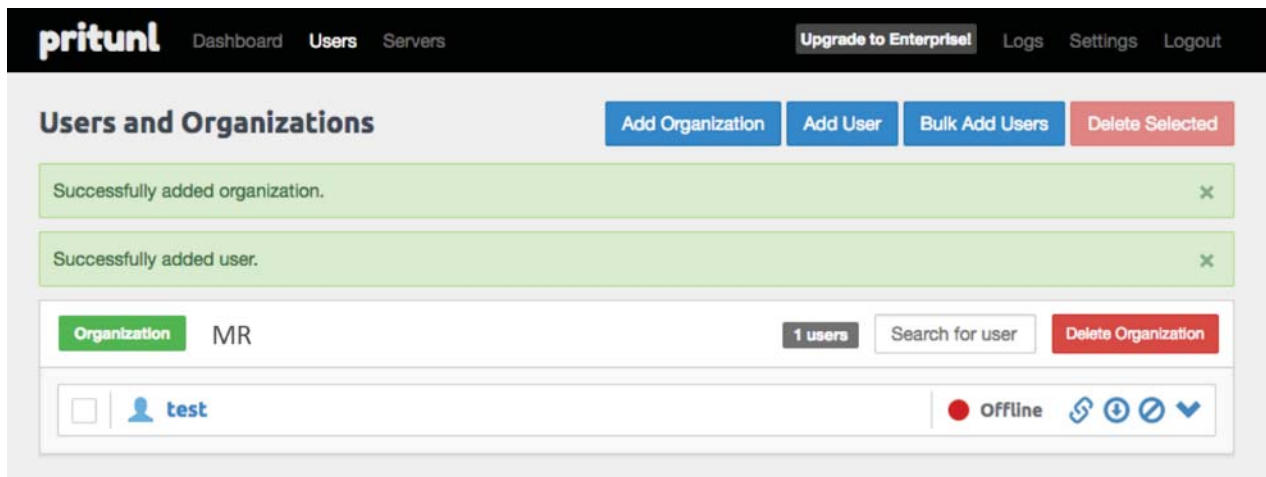 pritunl Dashboard Users Servers Upgrade to Enterprise! Logs Settings Logout
Users and Organizations Add Organization Add User Bulk Add Users Delete Selected
Successfully added organization. ×
Successfully added user. ×
Organization MR 1 users Search for user Delete Organization
test Offline